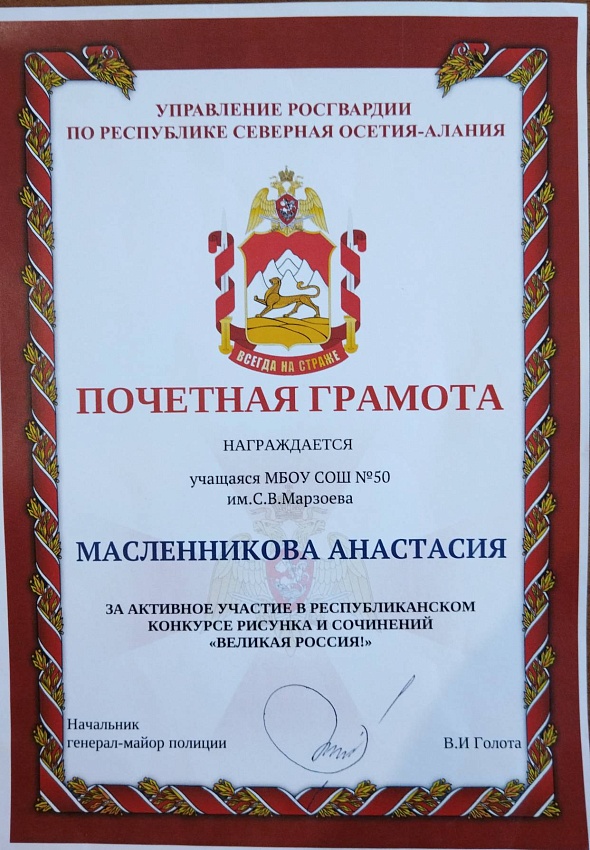 УПРАВЛЕНИЕ РОСГВАРДИИ
ПО РЕСПУБЛИКЕ СЕВЕРНАЯ ОСЕТИЯ-АЛАНИЯ
ВСЕГДА НА СТРАЖЕ
ПОЧЕТНАЯ ГРАМОТА
НАГРАЖДАЕТСЯ
учащаяся МБОУ СОШ №50
им.С.В.Марзоева
МАСЛЕННИКОВА АНАСТАСИЯ
ЗА АКТИВНОЕ УЧАСТИЕ В РЕСПУБЛИКАНСКОМ
КОНКУРСЕ РИСУНКА И СОЧИНЕНИЙ
«ВЕЛИКАЯ РОССИЯ!»
Начальник
генерал-майор полиции В.И Голота